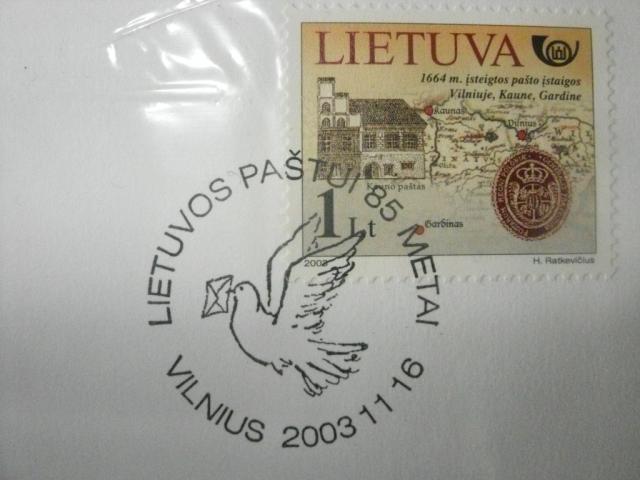 LIETUVA
1664 m. įsteigtos pašto įstaigos
Vilniuje, Kaune, Gardine
Kaunas
Vilnius
Kauno paštas
1 Lt
Gardinas
2003
H. Ratkevičius
LIETUVOS PAŠTUI 85 METAI
VILNIUS 2003 11 16